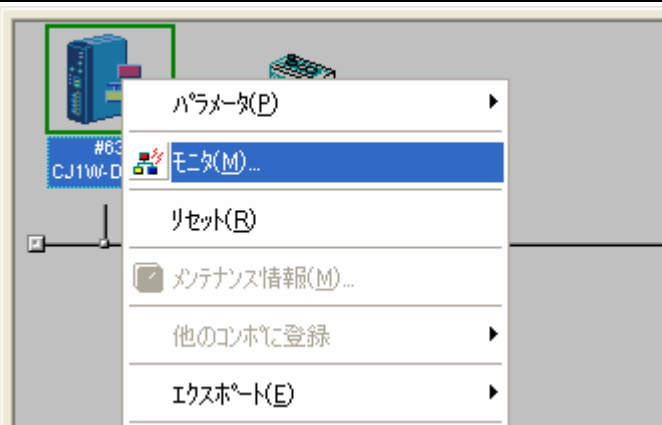 #63
CJ1W-D
ﾊﾟﾗﾒｰﾀ(P)
ﾓﾆﾀ(M)...
ﾘｾｯﾄ(R)
ﾒﾝﾃﾅﾝｽ情報(M)...
他のｺﾝﾎﾟに登録
ｴｸｽﾎﾟｰﾄ(E)